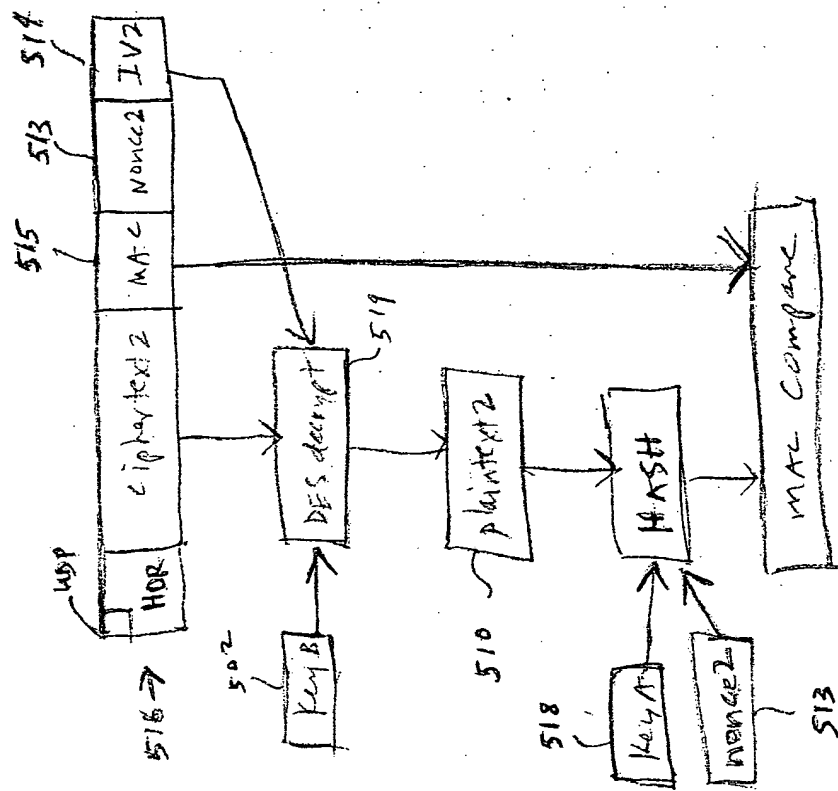 516 →
HDR
ciphertext2
515
MAC
513
Nonce2
514
IV2
502
Key B
DES decrypt
519
510
plaintext2
518
Key A
513
nonce2
HASH
MAC Compare